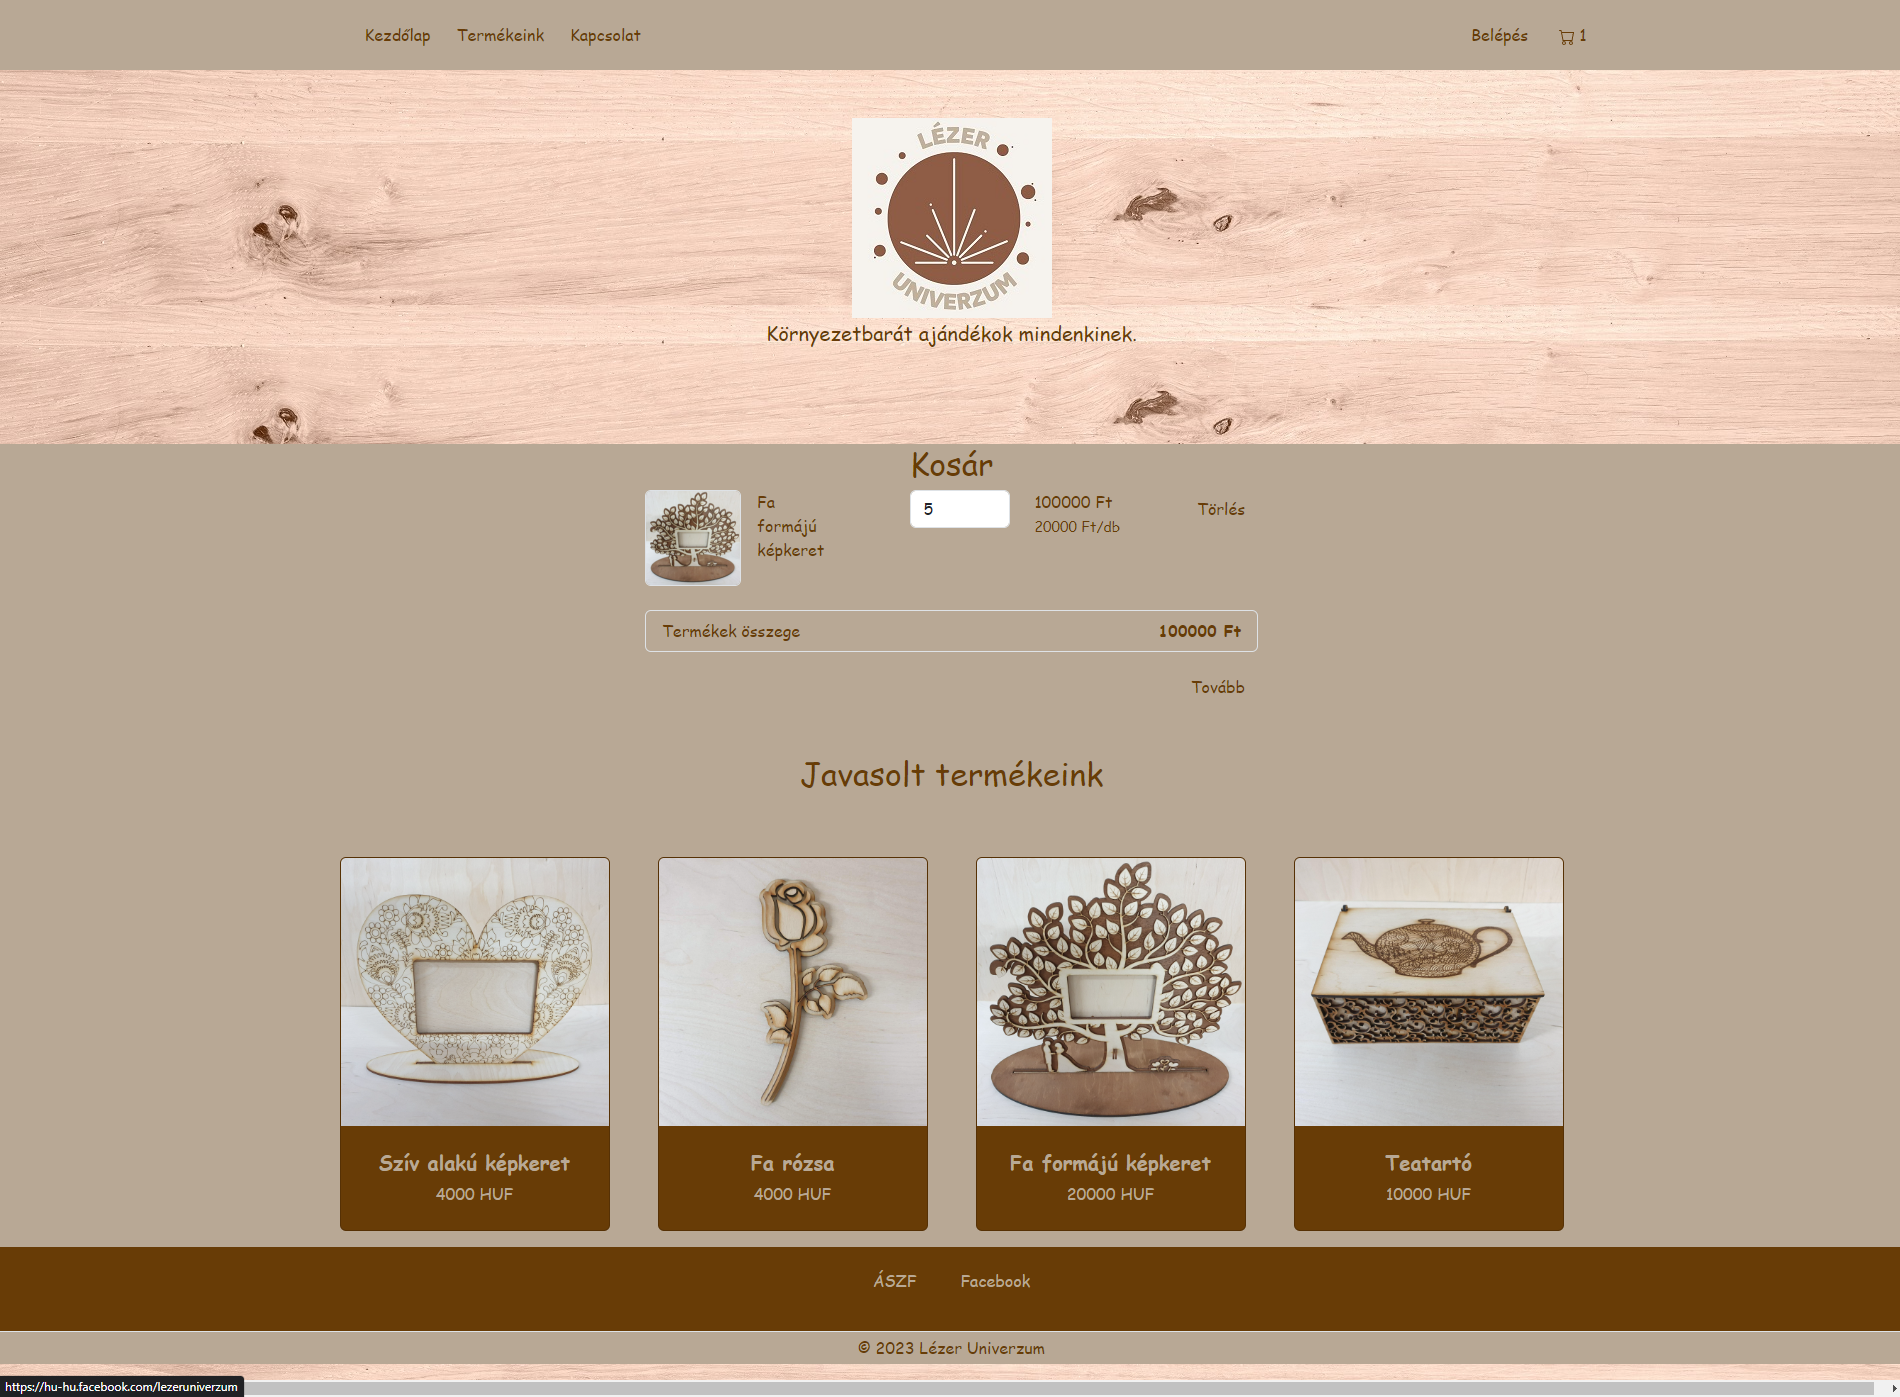 Kezdőlap Termékeink Kapcsolat Belépés 1
LÉZER
UNIVERZUM
Környezetbarát ajándékok mindenkinek.
Kosár
Fa
formájú
képkeret
5
100000 Ft
20000 Ft/db
Törlés
Termékek összege 100000 Ft
Tovább
Javasolt termékeink
Szív alakú képkeret
4000 HUF
Fa rózsa
4000 HUF
Fa formájú képkeret
20000 HUF
Teatartó
10000 HUF
ÁSZF Facebook
© 2023 Lézer Univerzum
https://hu-hu.facebook.com/lezeruniverzum